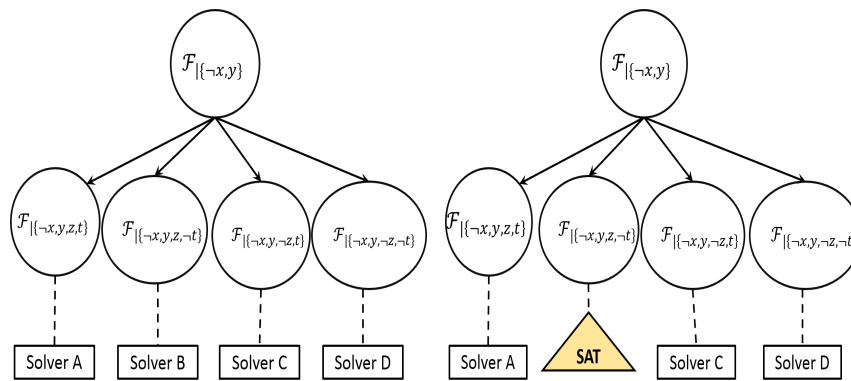 ℱ|{¬x,y}
ℱ|{¬x,y}
ℱ|{¬x,y,z,t}
ℱ|{¬x,y,z,¬t}
ℱ|{¬x,y,¬z,t}
ℱ|{¬x,y,¬z,¬t}
ℱ|{¬x,y,z,t}
ℱ|{¬x,y,z,¬t}
ℱ|{¬x,y,¬z,t}
ℱ|{¬x,y,¬z,¬t
Solver A
Solver B
Solver C
Solver D
Solver A
SAT
Solver C
Solver D